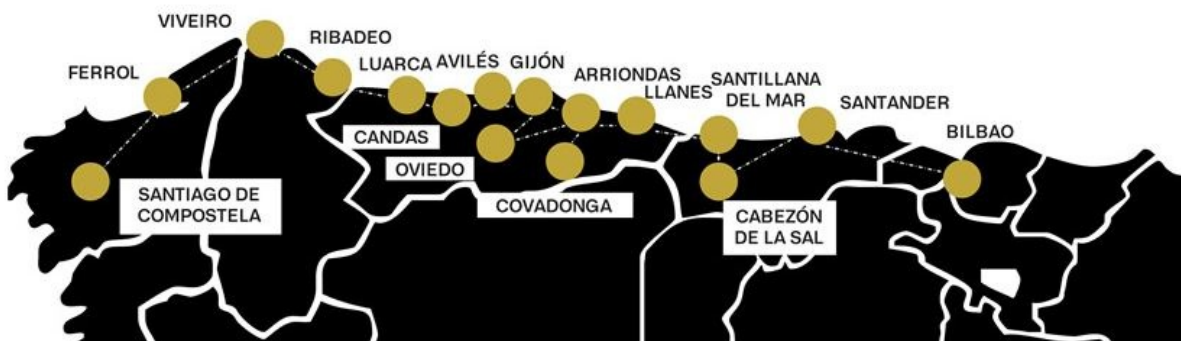 VIVEIRO
FERROL
RIBADEO
LUARCA
AVILÉS
GIJÓN
ARRIONDAS
LLANES
SANTILLANA
DEL MAR
SANTANDER
BILBAO
CANDAS
OVIEDO
COVADONGA
SANTIAGO DE
COMPOSTELA
CABEZÓN
DE LA SAL